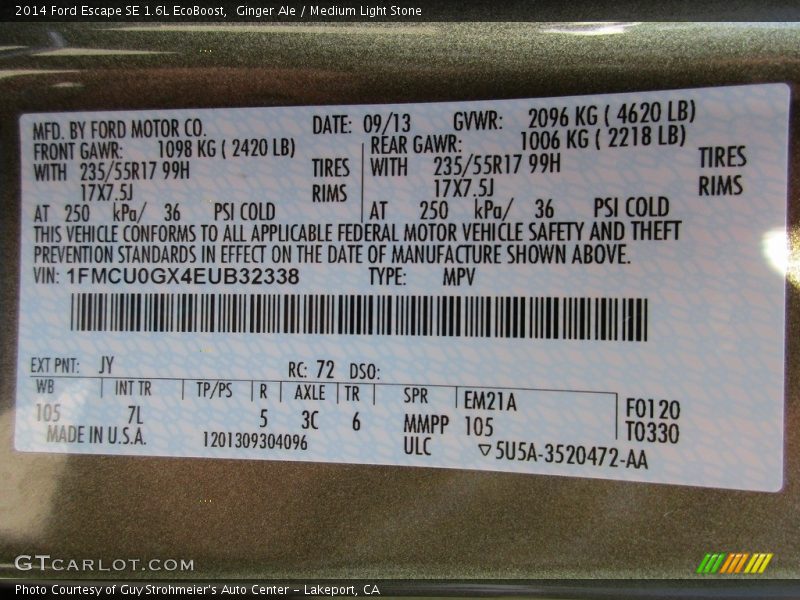 2014 Ford Escape SE 1.6L EcoBoost,  Ginger Ale / Medium Light Stone
MFD. BY FORD MOTOR CO. DATE: 09/13 GVWR: 2096 KG ( 4620 LB)
FRONT GAWR: 1098 KG ( 2420 LB) REAR GAWR: 1006 KG ( 2218 LB)
WITH 235/55R17 99H TIRES WITH 235/55R17 99H TIRES
17X7.5J RIMS 17X7.5J RIMS
AT 250 kPa/ 36 PSI COLD AT 250 kPa/ 36 PSI COLD
THIS VEHICLE CONFORMS TO ALL APPLICABLE FEDERAL MOTOR VEHICLE SAFETY AND THEFT
PREVENTION STANDARDS IN EFFECT ON THE DATE OF MANUFACTURE SHOWN ABOVE.
VIN: 1FMCU0GX4EUB32338 TYPE: MPV
EXT PNT: JY RC: 72 DSO:
WB INT TR TP/PS R AXLE TR SPR EM21A F0120
105 7L 5 3C 6 MMPP 105 T0330
MADE IN U.S.A. 1201309304096 ULC ▽5U5A-3520472-AA
GTCARLOT.COM
Photo Courtesy of Guy Strohmeier's Auto Center – Lakeport, CA